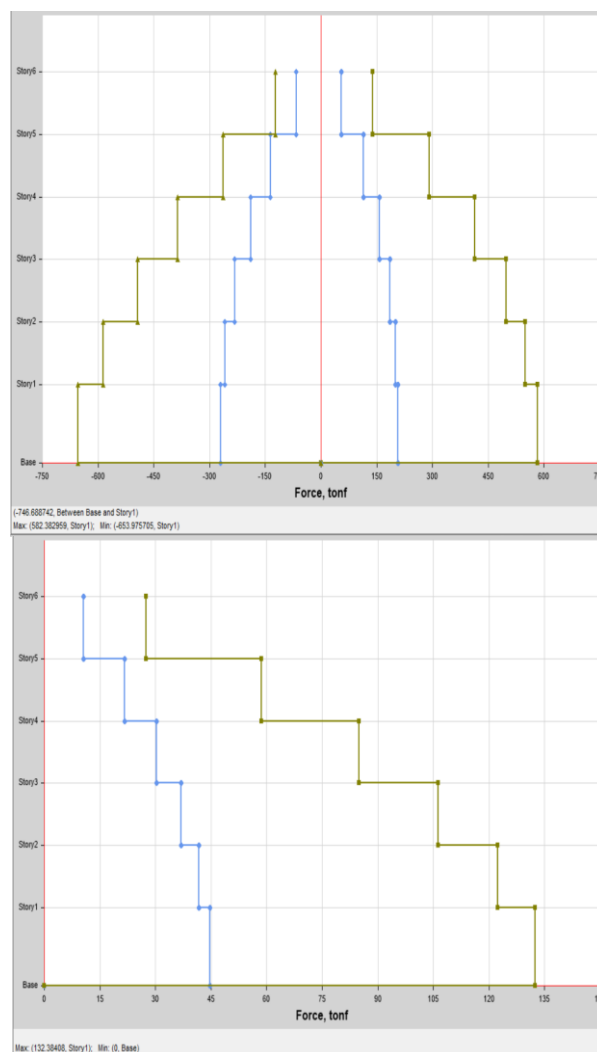 Story6
Story5
Story4
Story3
Story2
Story1
Base
-750 -600 -450 -300 -150 0 150 300 450 600 750
Force, tonf
(-746.688742, Between Base and Story1)
Max: (582.382959, Story1); Min: (-653.975705, Story1)
Story6
Story5
Story4
Story3
Story2
Story1
Base
0 15 30 45 60 75 90 105 120 135
Force, tonf
Max: (132.38408, Story1); Min: (0, Base)